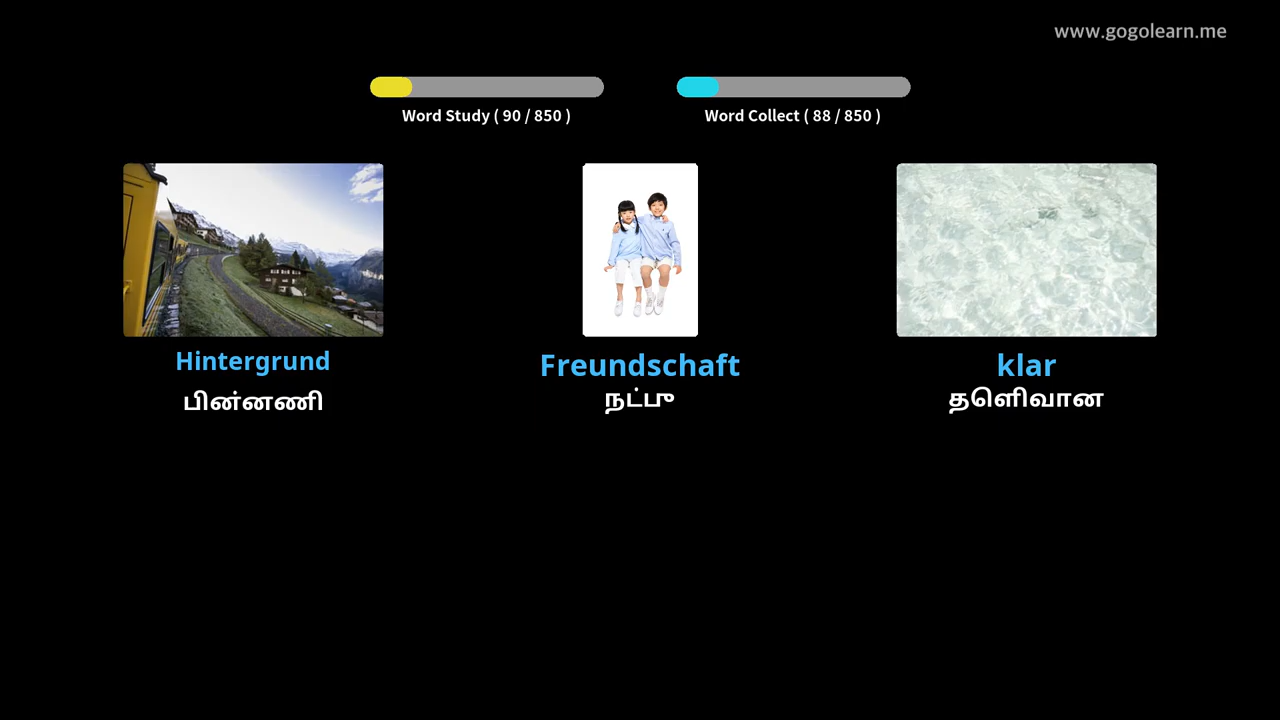 www.gogolearn.me
Word Study ( 90 / 850 )
Word Collect ( 88 / 850 )
Hintergrund
பின்னணி
Freundschaft
நட்பு
klar
தெளிவான